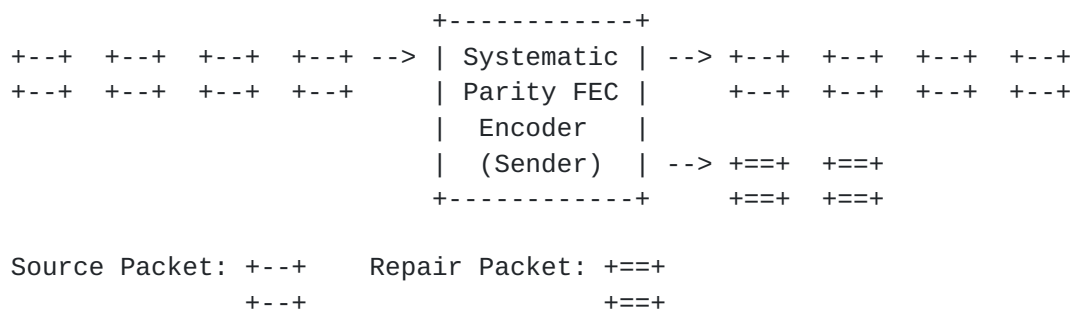 +------------+
+--+  +--+  +--+  +--+ --> | Systematic | --> +--+  +--+  +--+  +--+
+--+  +--+  +--+  +--+     | Parity FEC |     +--+  +--+  +--+  +--+
                           |  Encoder   |
                           |  (Sender)  | --> +==+  +==+
                           +------------+     +==+  +==+

Source Packet: +--+    Repair Packet: +==+
               +--+                   +==+